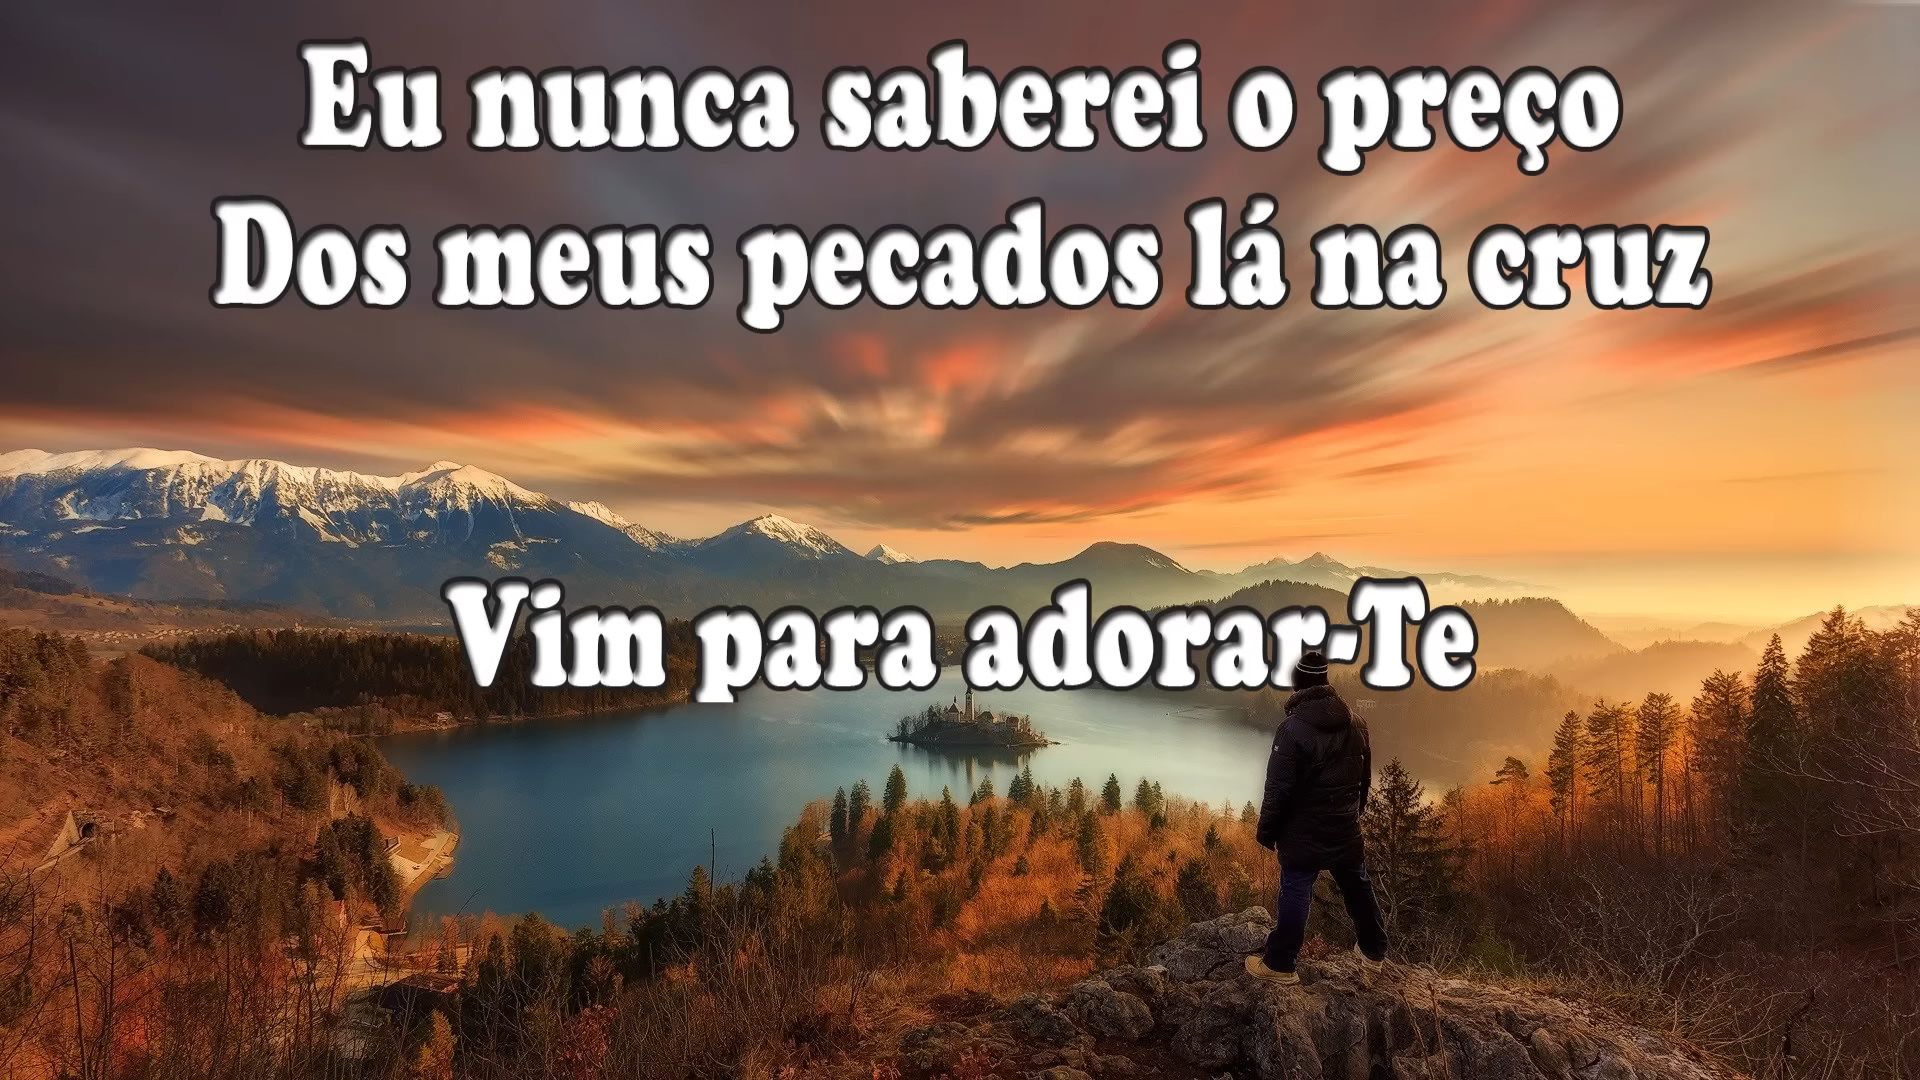 Eu nunca saberei o preço
Dos meus pecados lá na cruz
Vim para adorar-Te